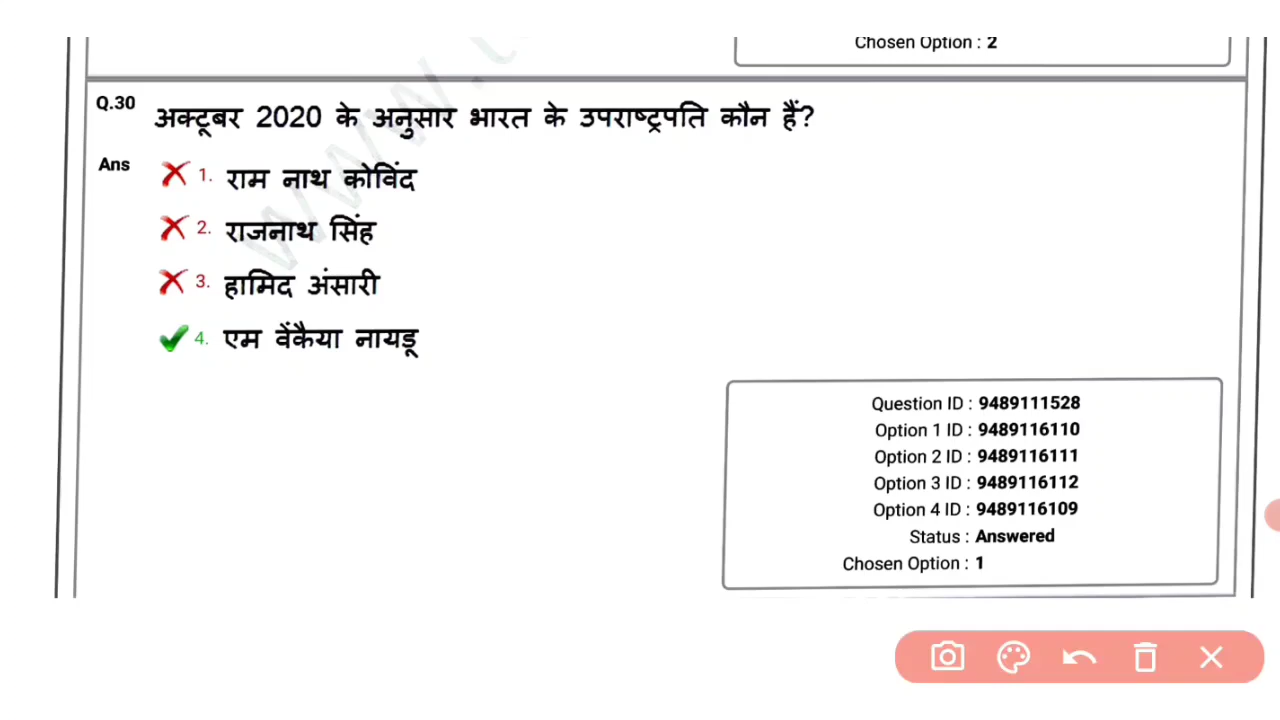 Chosen Option : 2
Q.30 अक्टूबर 2020 के अनुसार भारत के उपराष्ट्रपति कौन हैं?
Ans 1. राम नाथ कोविंद
2. राजनाथ सिंह
3. हामिद अंसारी
4. एम वेंकैया नायडू
Question ID : 9489111528
Option 1 ID : 9489116110
Option 2 ID : 9489116111
Option 3 ID : 9489116112
Option 4 ID : 9489116109
Status : Answered
Chosen Option : 1